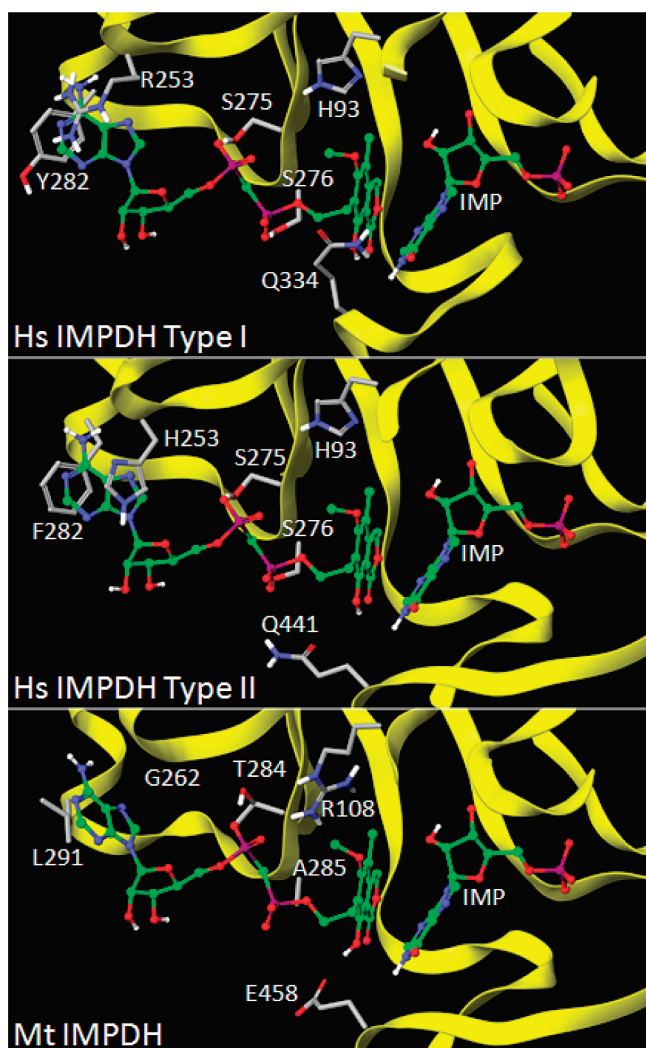 R253
S275
H93
Y282
S276
IMP
Q334
Hs IMPDH Type I
H253
S275
H93
F282
S276
IMP
Q441
Hs IMPDH Type II
G262
T284
R108
L291
A285
IMP
E458
Mt IMPDH